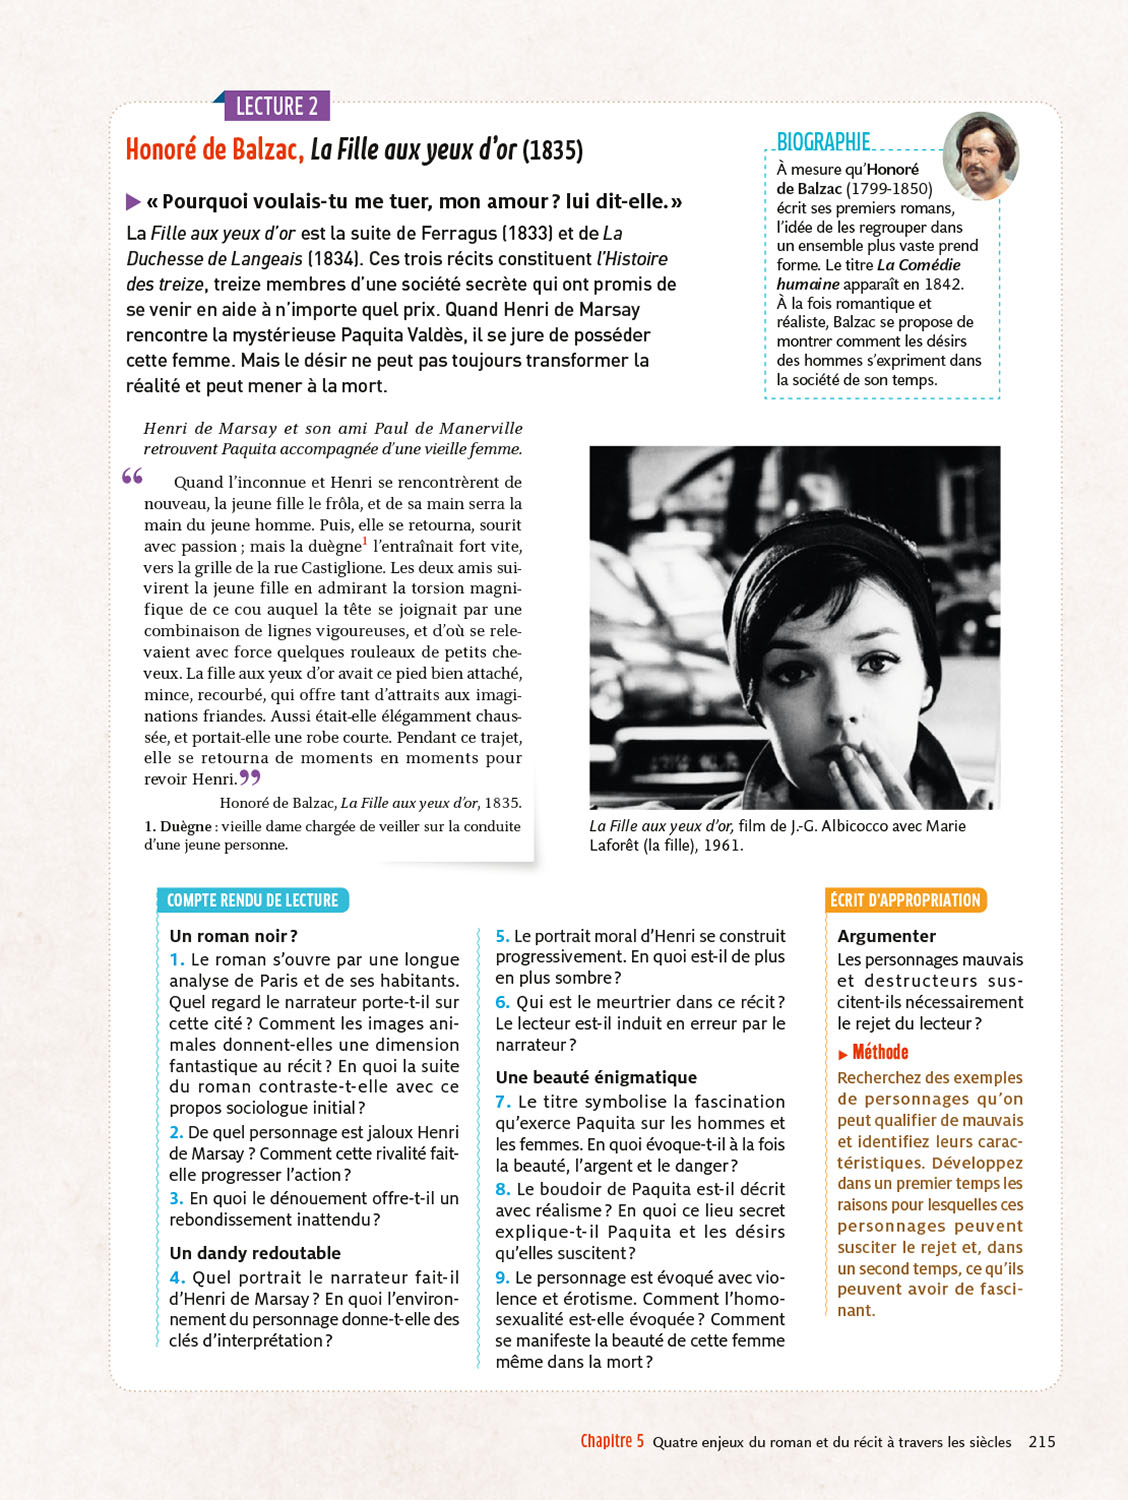 LECTURE 2
Honoré de Balzac, La Fille aux yeux d'or (1835)
« Pourquoi voulais-tu me tuer, mon amour ? lui dit-elle. »
La Fille aux yeux d'or est la suite de Ferragus (1833) et de La
Duchesse de Langeais (1834). Ces trois récits constituent l'Histoire
des treize, treize membres d'une société secrète qui ont promis de
se venir en aide à n'importe quel prix. Quand Henri de Marsay
rencontre la mystérieuse Paquita Valdès, il se jure de posséder
cette femme. Mais le désir ne peut pas toujours transformer la
réalité et peut mener à la mort.
BIOGRAPHIE
À mesure qu'Honoré
de Balzac (1799-1850)
écrit ses premiers romans,
l'idée de les regrouper dans
un ensemble plus vaste prend
forme. Le titre La Comédie
humaine apparaît en 1842.
À la fois romantique et
réaliste, Balzac se propose de
montrer comment les désirs
des hommes s'expriment dans
la société de son temps.
Henri de Marsay et son ami Paul de Manerville
retrouvent Paquita accompagnée d'une vieille femme.
“ Quand l'inconnue et Henri se rencontrèrent de
nouveau, la jeune fille le frôla, et de sa main serra la
main du jeune homme. Puis, elle se retourna, sourit
avec passion ; mais la duègne1 l'entraînait fort vite,
vers la grille de la rue Castiglione. Les deux amis sui-
virent la jeune fille en admirant la torsion magni-
fique de ce cou auquel la tête se joignait par une
combinaison de lignes vigoureuses, et d'où se rele-
vaient avec force quelques rouleaux de petits che-
veux. La fille aux yeux d'or avait ce pied bien attaché,
mince, recourbé, qui offre tant d'attraits aux imagi-
nations friandes. Aussi était-elle élégamment chaus-
sée, et portait-elle une robe courte. Pendant ce trajet,
elle se retourna de moments en moments pour
revoir Henri.”
Honoré de Balzac, La Fille aux yeux d'or, 1835.
1. Duègne : vieille dame chargée de veiller sur la conduite
d'une jeune personne.
La Fille aux yeux d'or, film de J.-G. Albicocco avec Marie
Laforêt (la fille), 1961.
COMPTE RENDU DE LECTURE
Un roman noir ?
1. Le roman s'ouvre par une longue
analyse de Paris et de ses habitants.
Quel regard le narrateur porte-t-il sur
cette cité ? Comment les images ani-
males donnent-elles une dimension
fantastique au récit ? En quoi la suite
du roman contraste-t-elle avec ce
propos sociologue initial ?
2. De quel personnage est jaloux Henri
de Marsay ? Comment cette rivalité fait-
elle progresser l'action ?
3. En quoi le dénouement offre-t-il un
rebondissement inattendu ?
Un dandy redoutable
4. Quel portrait le narrateur fait-il
d'Henri de Marsay ? En quoi l'environ-
nement du personnage donne-t-elle des
clés d'interprétation ?
5. Le portrait moral d'Henri se construit
progressivement. En quoi est-il de plus
en plus sombre ?
6. Qui est le meurtrier dans ce récit ?
Le lecteur est-il induit en erreur par le
narrateur ?
Une beauté énigmatique
7. Le titre symbolise la fascination
qu'exerce Paquita sur les hommes et
les femmes. En quoi évoque-t-il à la fois
la beauté, l'argent et le danger ?
8. Le boudoir de Paquita est-il décrit
avec réalisme ? En quoi ce lieu secret
explique-t-il Paquita et les désirs
qu'elles suscitent ?
9. Le personnage est évoqué avec vio-
lence et érotisme. Comment l'homo-
sexualité est-elle évoquée ? Comment
se manifeste la beauté de cette femme
même dans la mort ?
ÉCRIT D'APPROPRIATION
Argumenter
Les personnages mauvais
et destructeurs sus-
citent-ils nécessairement
le rejet du lecteur ?
Méthode
Recherchez des exemples
de personnages qu'on
peut qualifier de mauvais
et identifiez leurs carac-
téristiques. Développez
dans un premier temps les
raisons pour lesquelles ces
personnages peuvent
susciter le rejet et, dans
un second temps, ce qu'ils
peuvent avoir de fasci-
nant.
Chapitre 5 Quatre enjeux du roman et du récit à travers les siècles 215